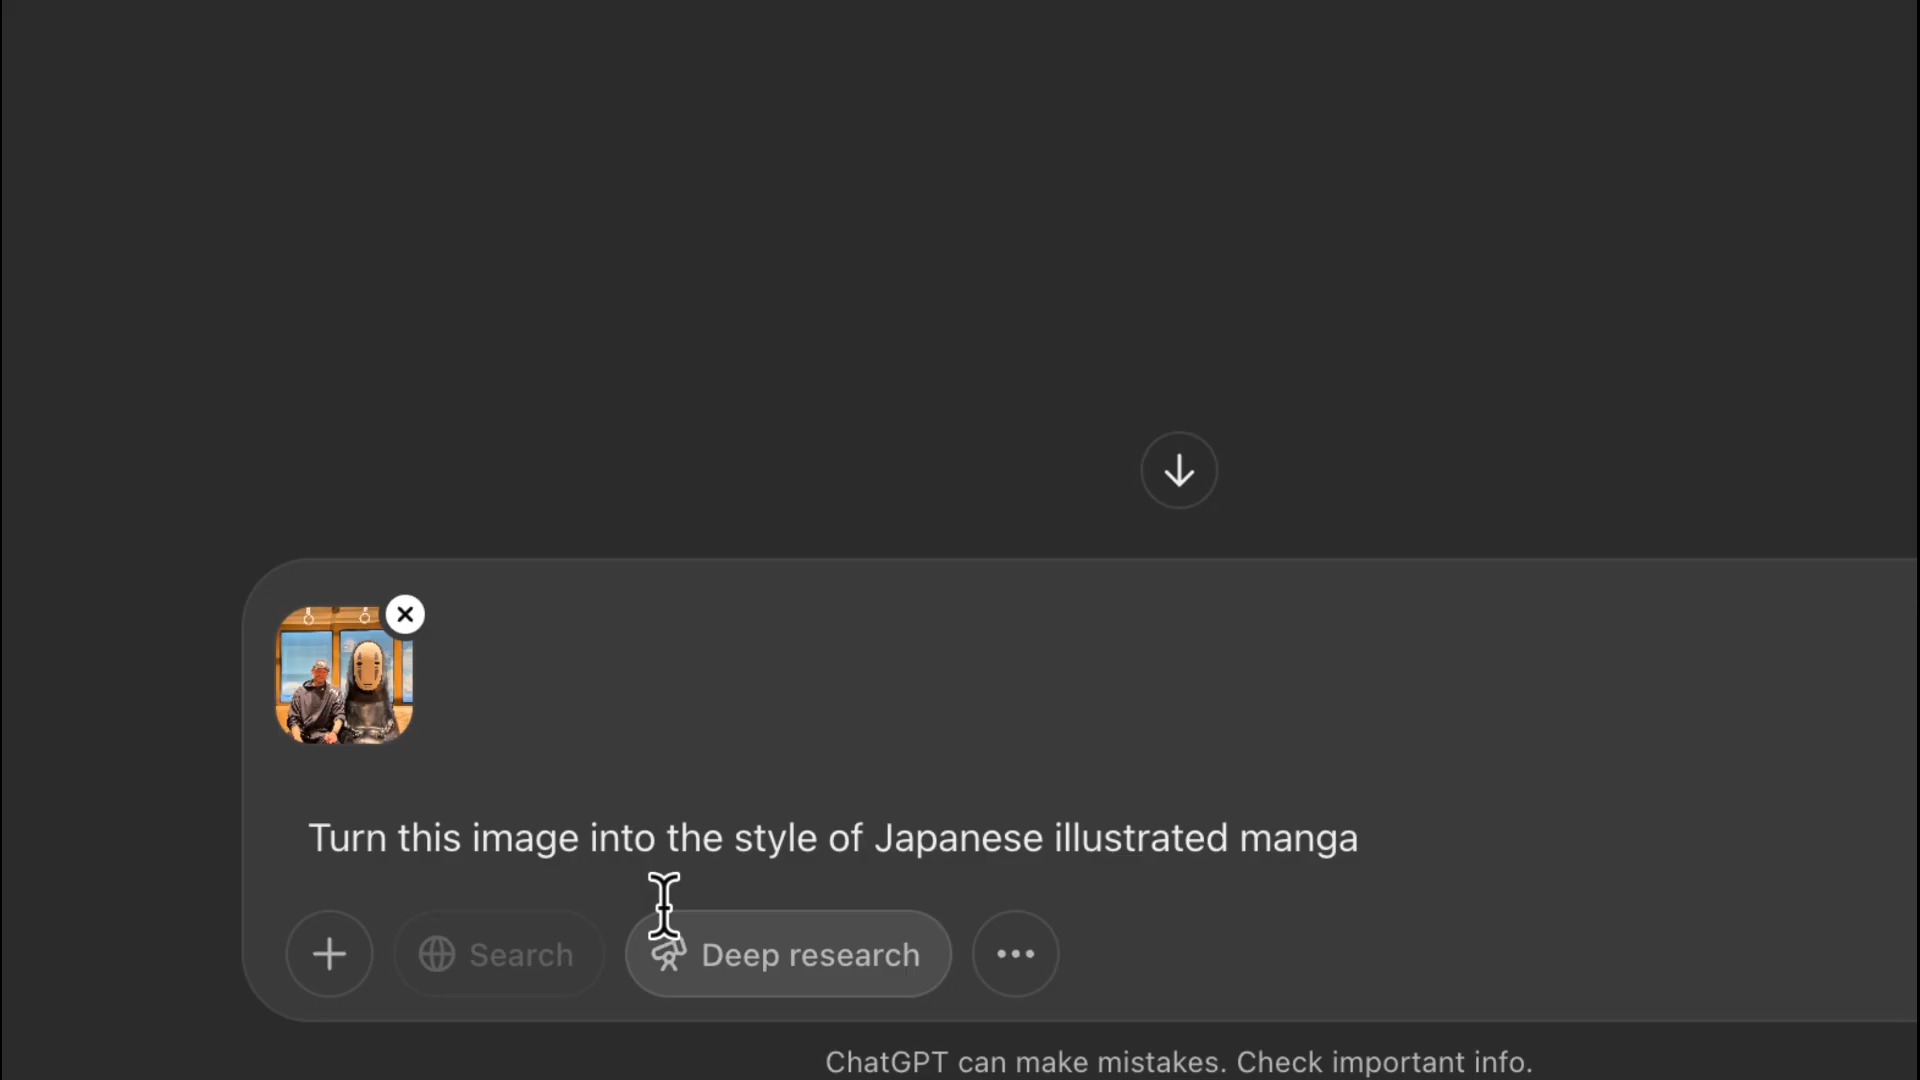 Turn this image into the style of Japanese illustrated manga
Search
Deep research
ChatGPT can make mistakes. Check important info.